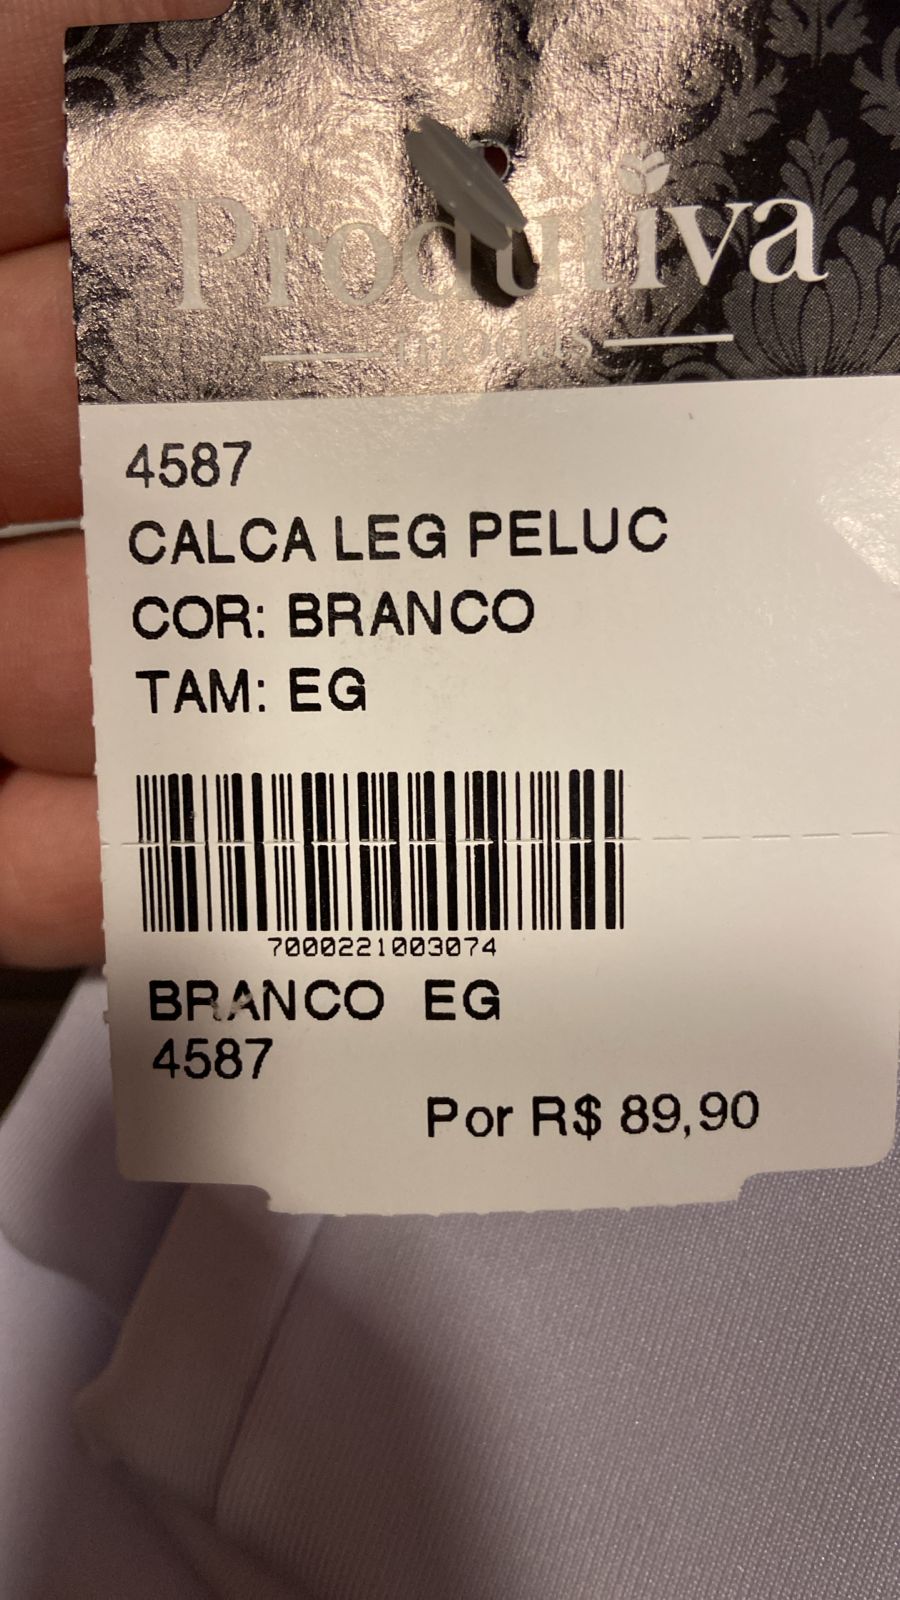 Produtiva
modas
4587
CALCA LEG PELUC
COR: BRANCO
TAM: EG
7000221003074
BRANCO EG
4587
Por R$ 89,90